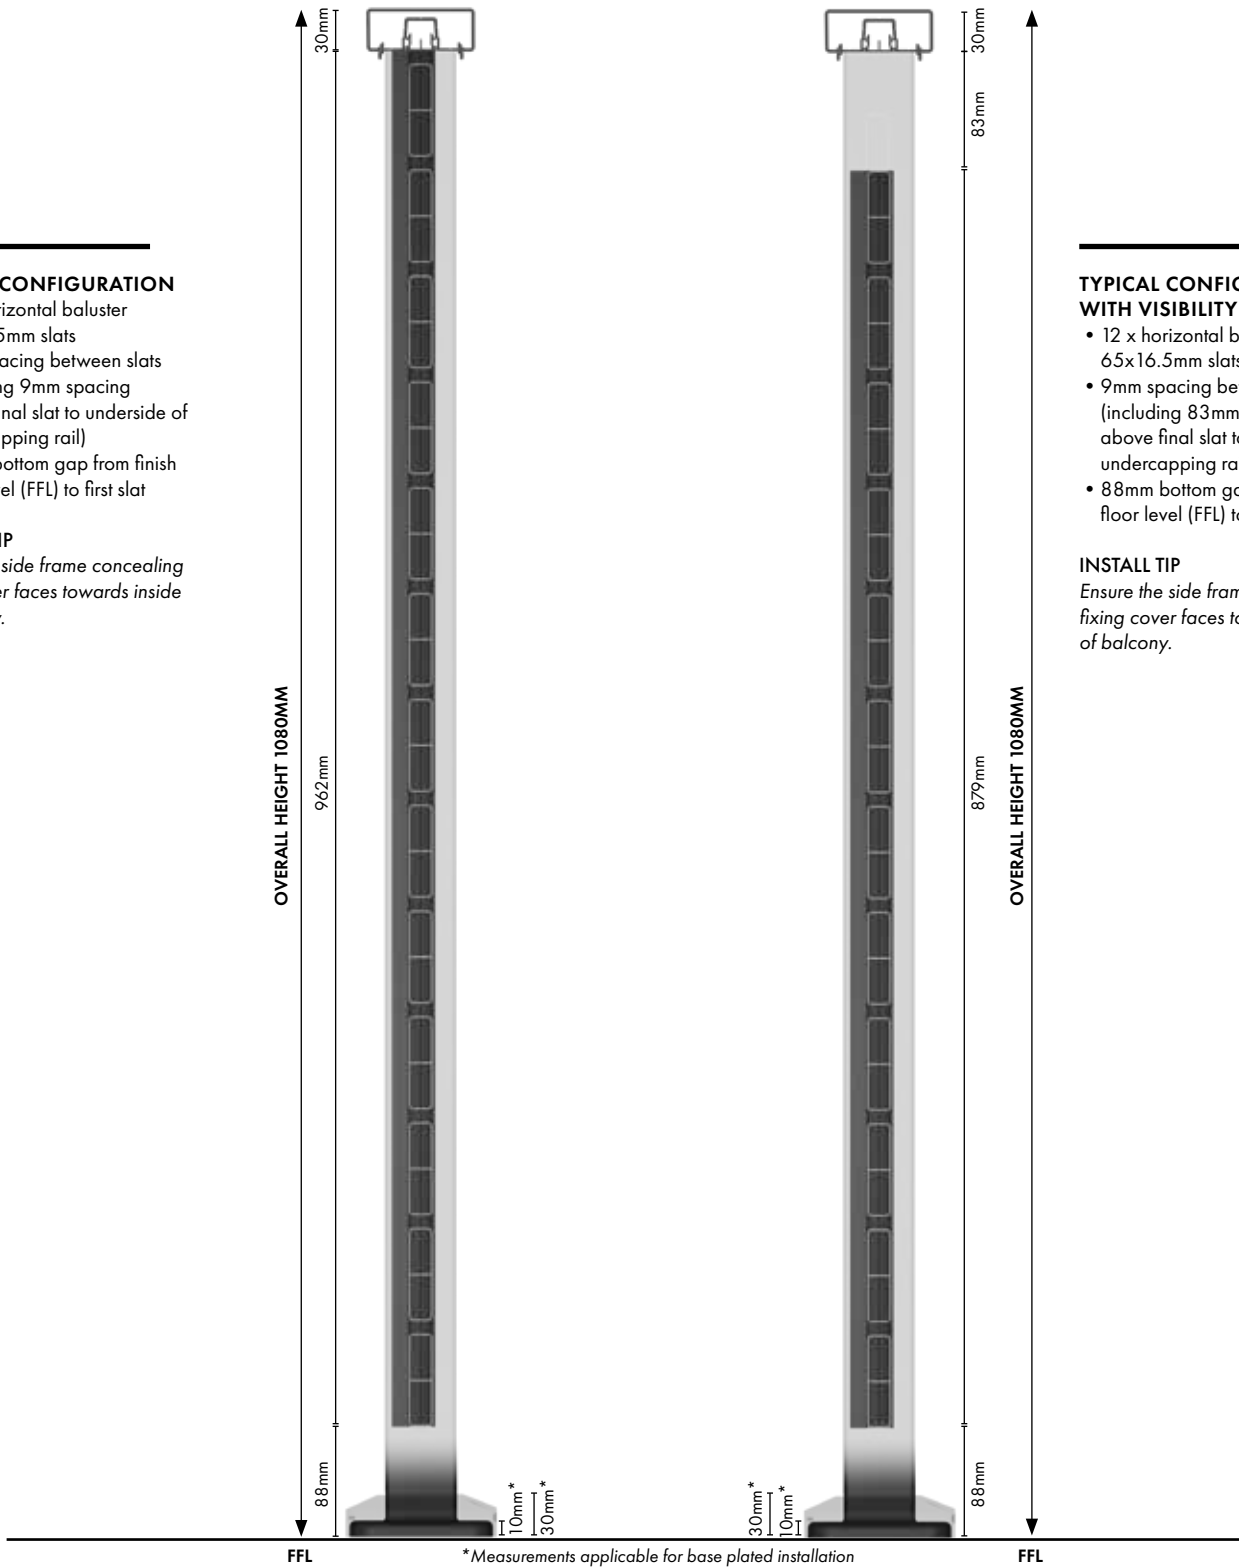 CONFIGURATION
rizontal baluster
5mm slats
acing between slats
ng 9mm spacing
nal slat to underside of
pping rail)
ottom gap from finish
el (FFL) to first slat
IP
side frame concealing
er faces towards inside
30mm
OVERALL HEIGHT 1080MM
962mm
88mm
10mm*
30mm*
30mm
83mm
879mm
OVERALL HEIGHT 1080MM
88mm
30mm*
10mm*
TYPICAL CONFIG
WITH VISIBILITY
• 12 x horizontal b
65x16.5mm slats
• 9mm spacing be
(including 83mm
above final slat to
undercapping ra
• 88mm bottom ga
floor level (FFL) to
INSTALL TIP
Ensure the side fram
fixing cover faces to
of balcony.
FFL
*Measurements applicable for base plated installation
FFL